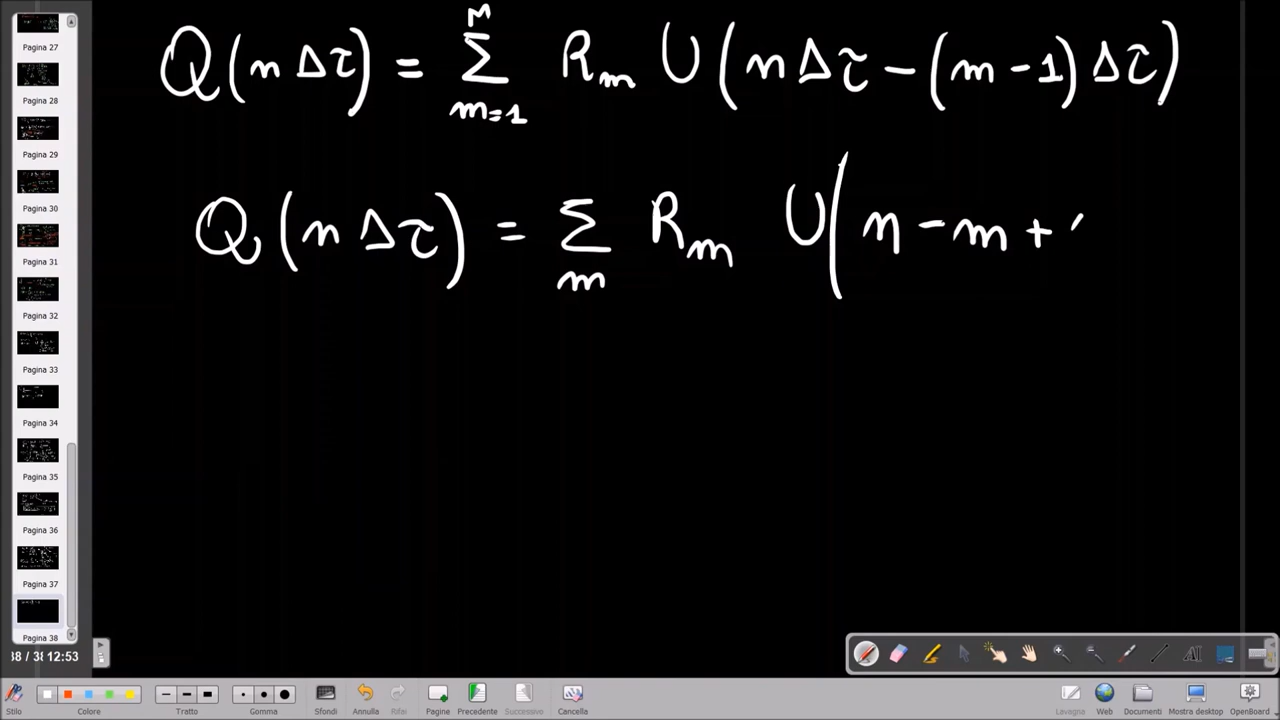 Q(nΔτ) = Σ_{m=1}^{M} R_m U(nΔτ - (m-1)Δτ)
Q(nΔτ) = Σ_m R_m U(n - m +
Pagina 27
Pagina 28
Pagina 29
Pagina 30
Pagina 31
Pagina 32
Pagina 33
Pagina 34
Pagina 35
Pagina 36
Pagina 37
Pagina 38
12:53
Stilo Colore Tratto Gomma Sfondi Annulla Rifai Pagine Precedente Successivo Cancella Lavagna Web Documenti Mostra desktop OpenBoard